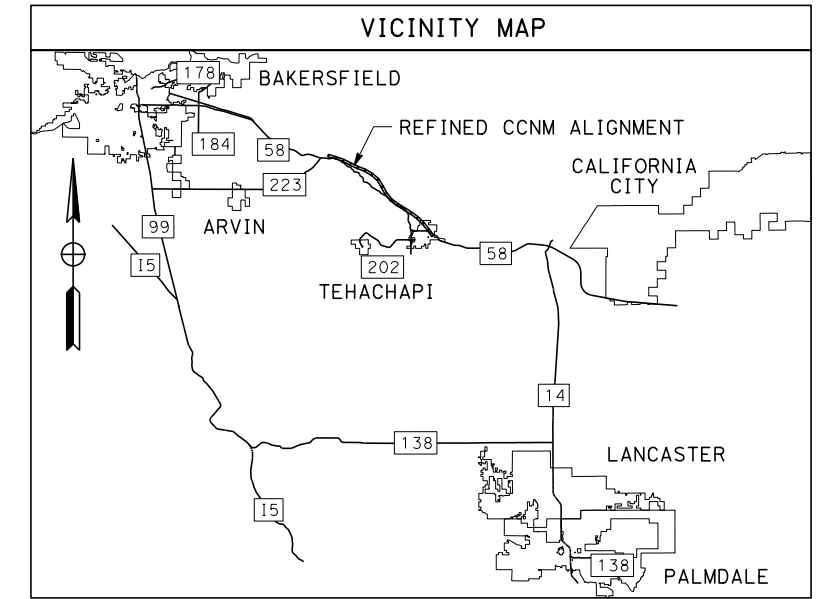 VICINITY MAP
178
BAKERSFIELD
REFINED CCNM ALIGNMENT
184
58
CALIFORNIA
CITY
223
99
ARVIN
58
I5
202
TEHACHAPI
14
138
LANCASTER
I5
138
PALMDALE